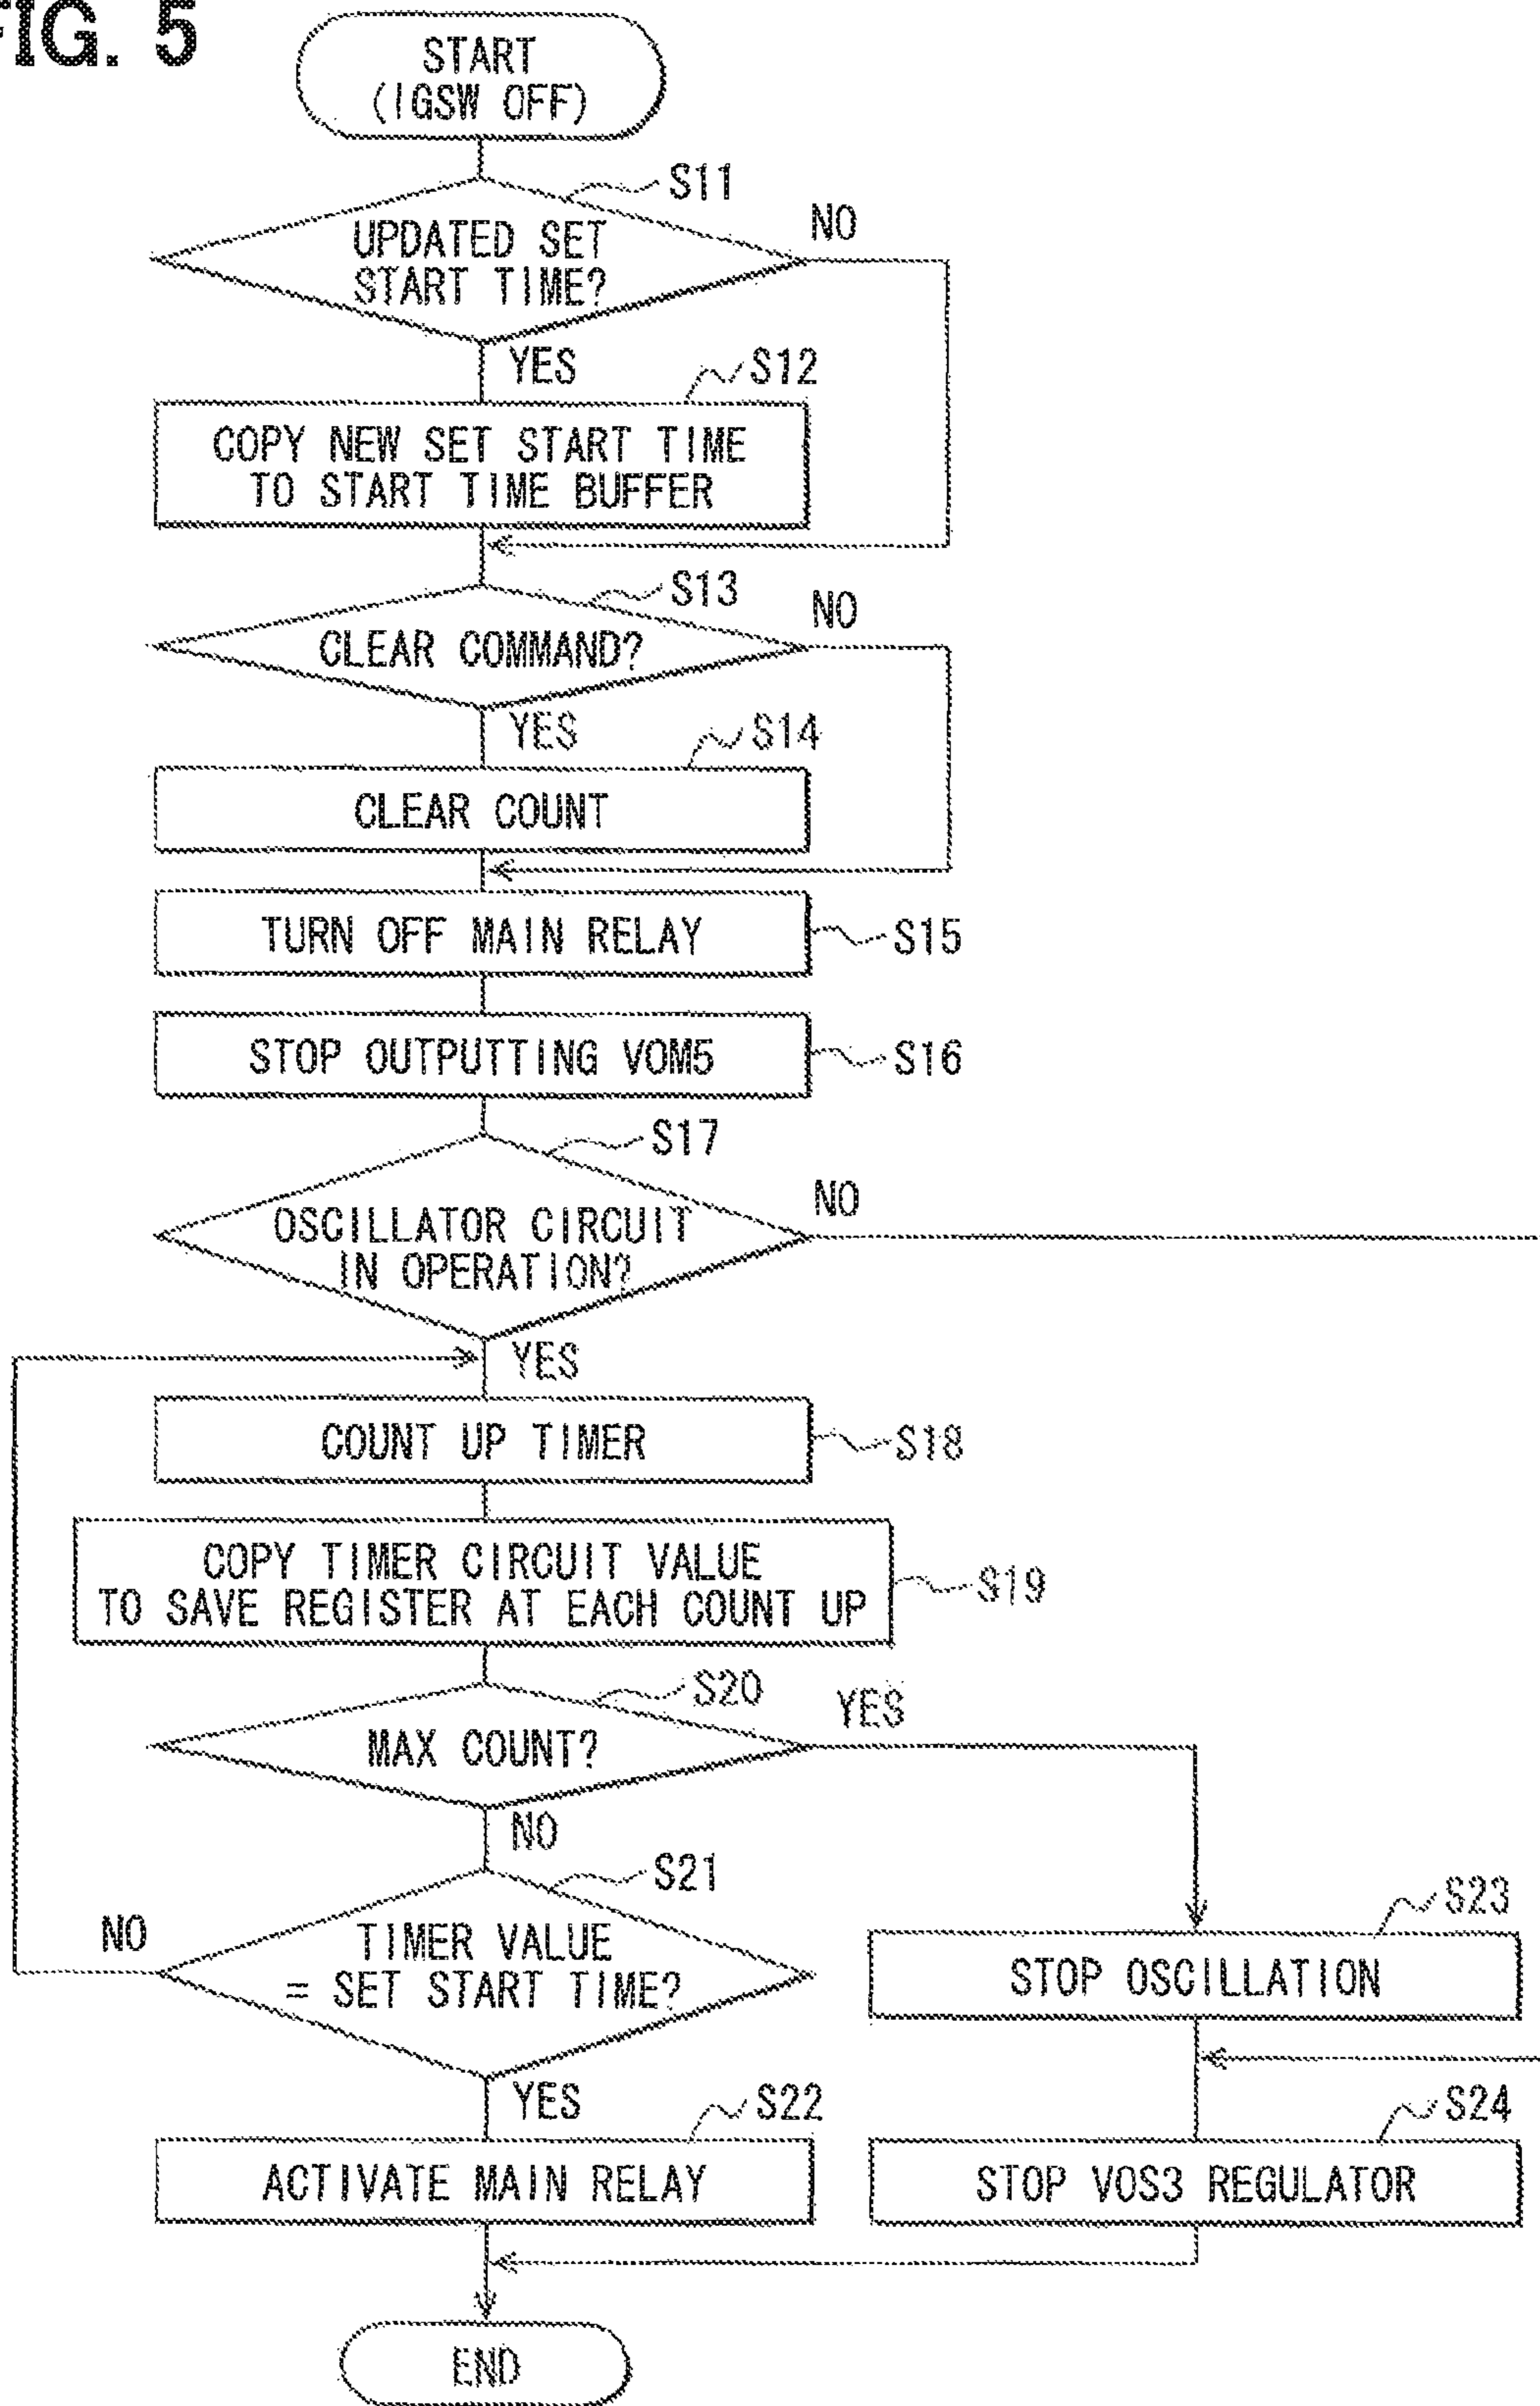 FIG. 5
START
(IGSW OFF)
S11
UPDATED SET
START TIME?
NO
YES
S12
COPY NEW SET START TIME
TO START TIME BUFFER
S13
CLEAR COMMAND?
NO
YES
S14
CLEAR COUNT
TURN OFF MAIN RELAY
S15
STOP OUTPUTTING VOM5
S16
S17
OSCILLATOR CIRCUIT
IN OPERATION?
NO
YES
COUNT UP TIMER
S18
COPY TIMER CIRCUIT VALUE
TO SAVE REGISTER AT EACH COUNT UP
S19
S20
MAX COUNT?
YES
NO
S21
TIMER VALUE
= SET START TIME?
NO
YES
S23
STOP OSCILLATION
S22
ACTIVATE MAIN RELAY
S24
STOP VOS3 REGULATOR
END